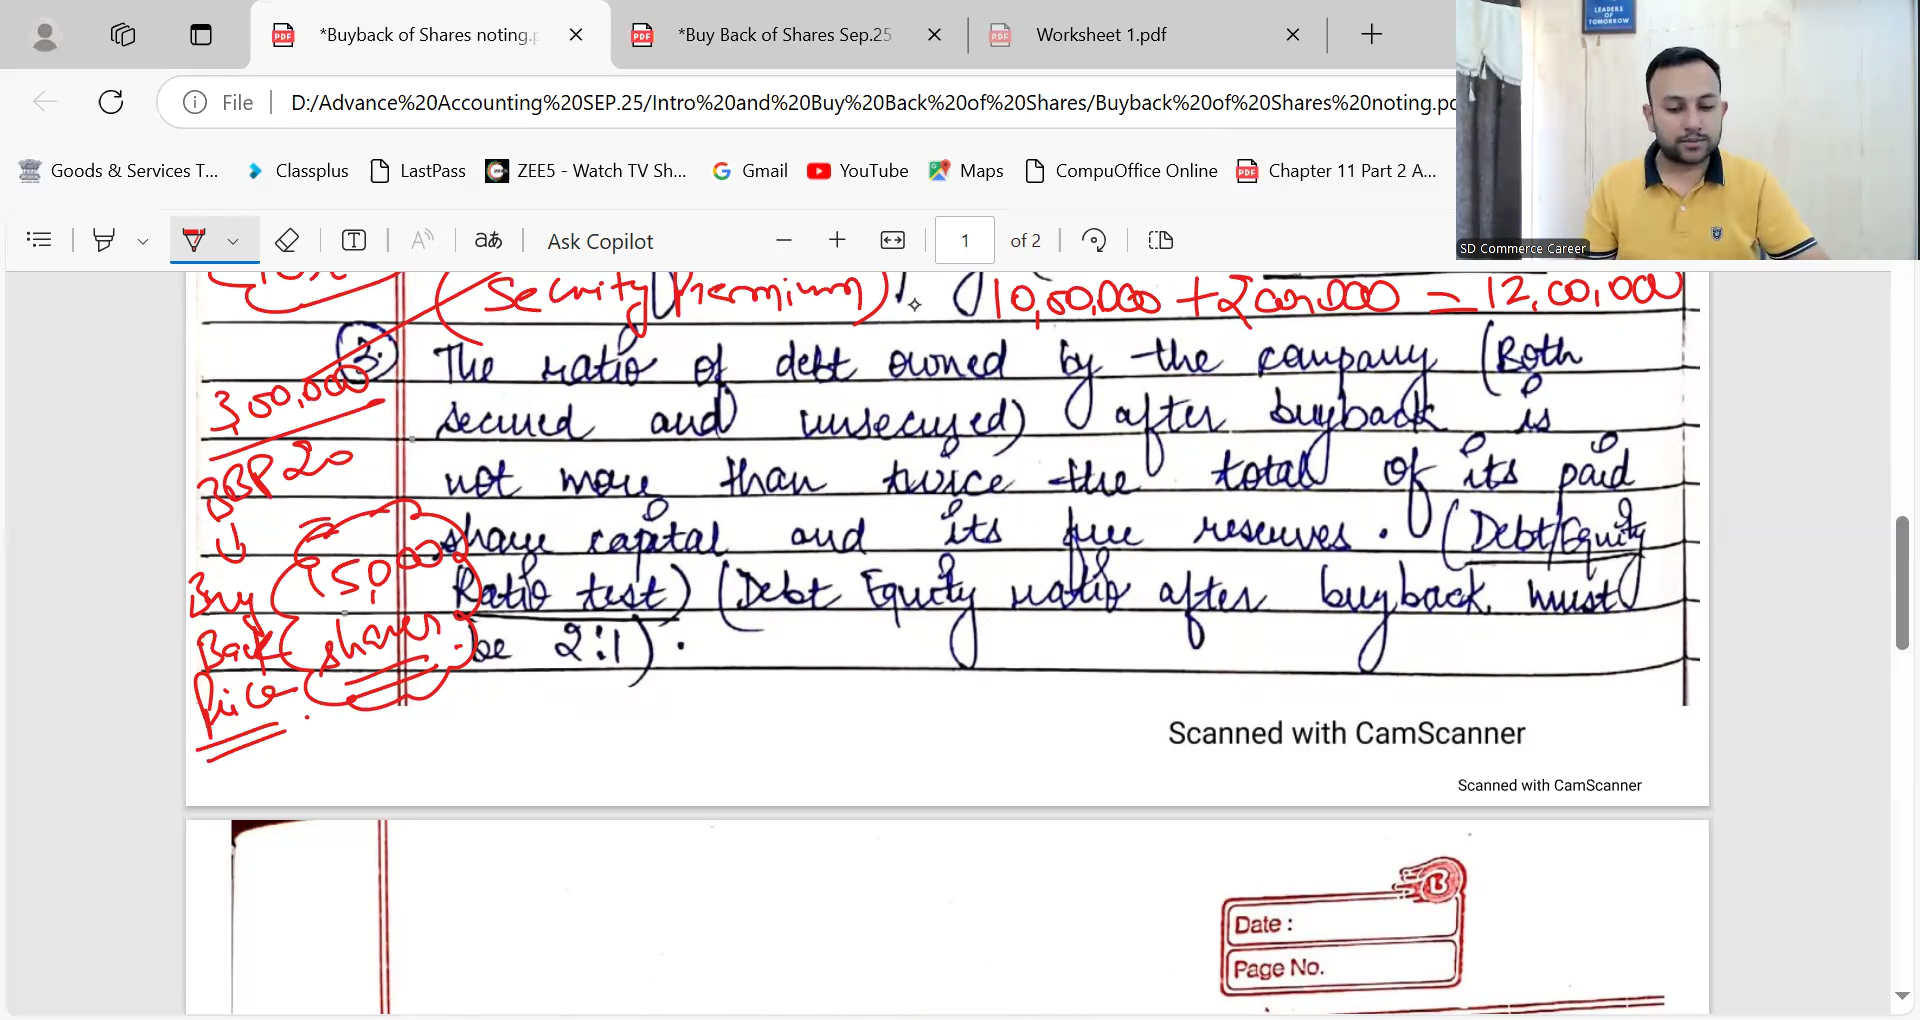 *Buyback of Shares noting.p
*Buy Back of Shares Sep.25
Worksheet 1.pdf
LEADERS OF TOMORROW
File
D:/Advance%20Accounting%20SEP.25/Intro%20and%20Buy%20Back%20of%20Shares/Buyback%20of%20Shares%20noting.pd
Goods & Services T...
Classplus
LastPass
ZEE5 - Watch TV Sh...
Gmail
YouTube
Maps
CompuOffice Online
Chapter 11 Part 2 A...
Ask Copilot
1 of 2
SD Commerce Career
(Security Premium).
10,00,000 + 200,000 = 12,00,000
3. The ratio of debt owned by the company (Both
secured and unsecured) after buyback is
not more than twice the total of its paid
share capital and its free reserves. (Debt/Equity
Ratio test) (Debt Equity ratio after buyback must
be 2:1).
3,00,000
BBP 20
Buy Back Price
15,000 shares
Scanned with CamScanner
Scanned with CamScanner
B
Date :
Page No.